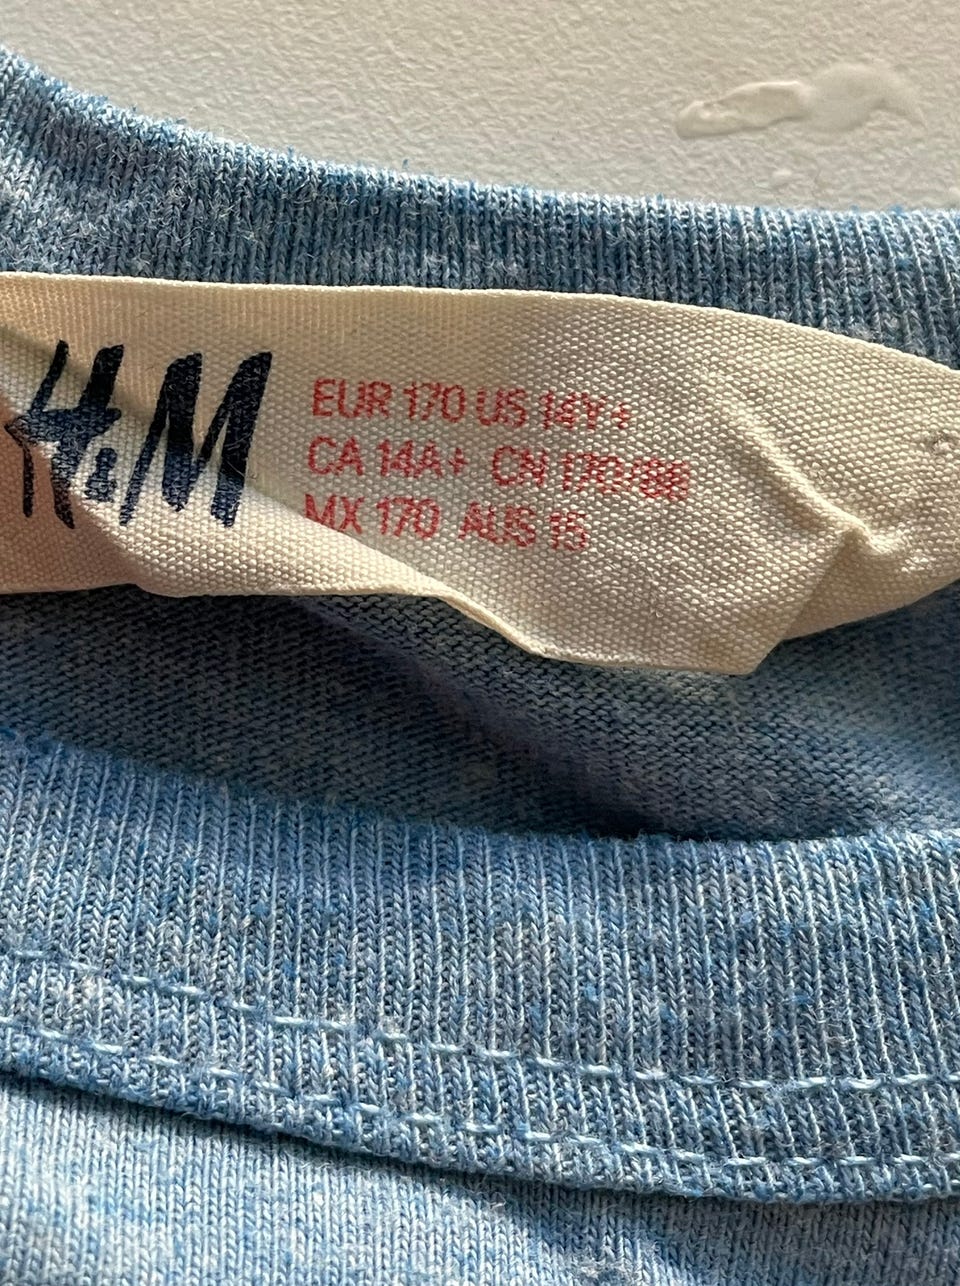 H&M
EUR 170 US 14Y+
CA 14A+ CN 170/88
MX 170 AUS 15